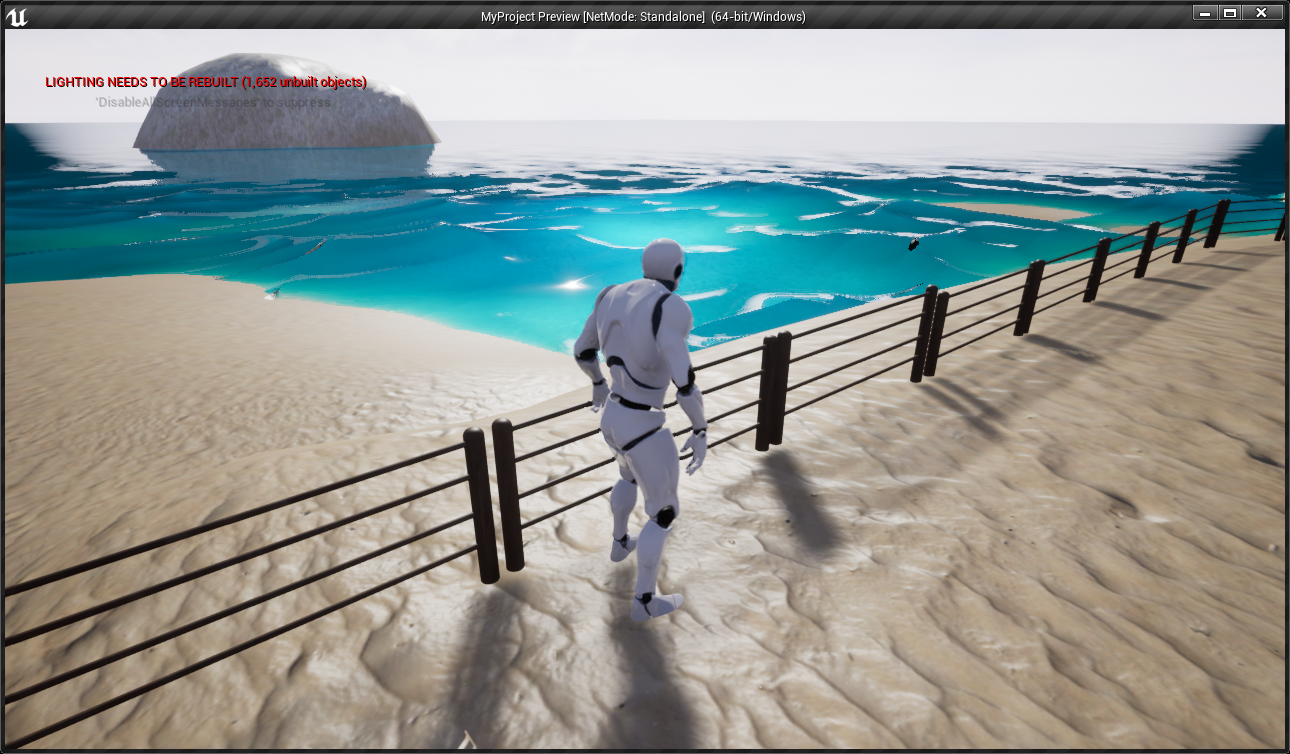 MyProject Preview [NetMode: Standalone] (64-bit/Windows)
LIGHTING NEEDS TO BE REBUILT (1,652 unbuilt objects)
'DisableAllScreenMessages' to suppress